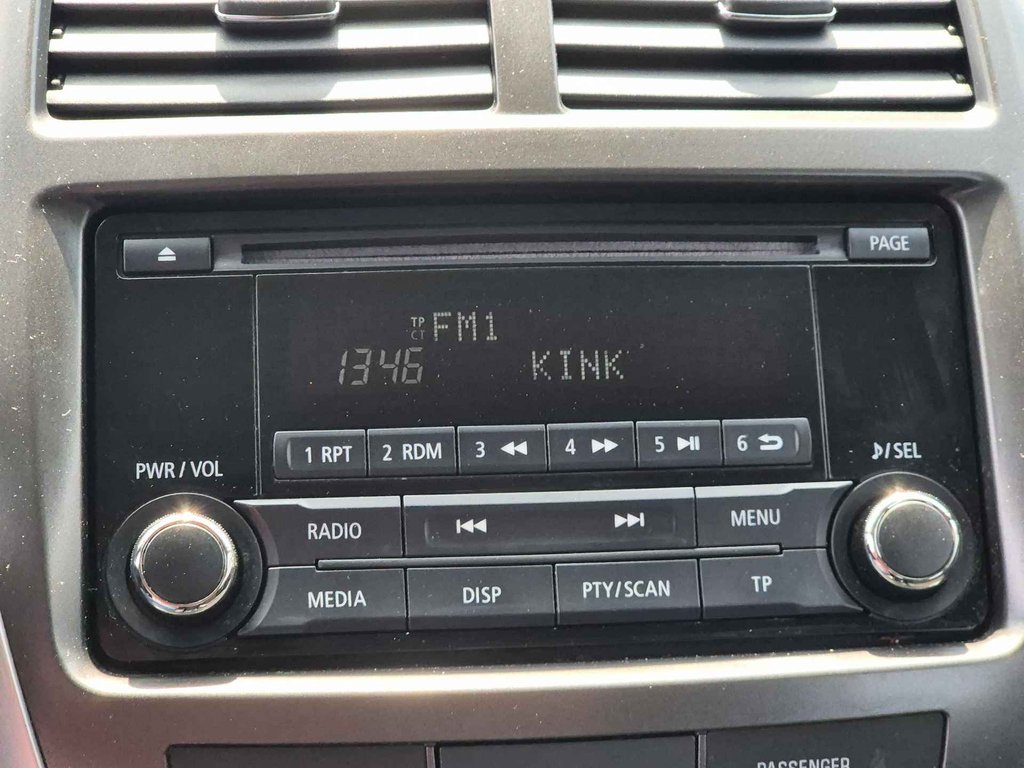 PAGE
TP
CT FM1
1346 KINK
1 RPT 2 RDM 3 4 5 6
PWR / VOL
♪/SEL
RADIO MENU
MEDIA DISP PTY/SCAN TP
PASSENGER